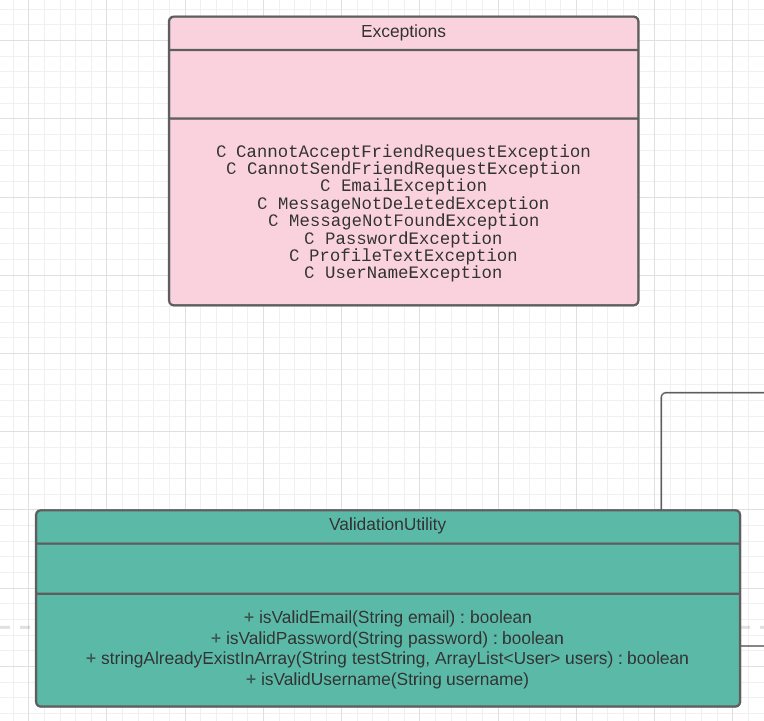 Exceptions
C CannotAcceptFriendRequestException
C CannotSendFriendRequestException
C EmailException
C MessageNotDeletedException
C MessageNotFoundException
C PasswordException
C ProfileTextException
C UserNameException
ValidationUtility
+ isValidEmail(String email) : boolean
+ isValidPassword(String password) : boolean
+ stringAlreadyExistInArray(String testString, ArrayList<User> users) : boolean
+ isValidUsername(String username)